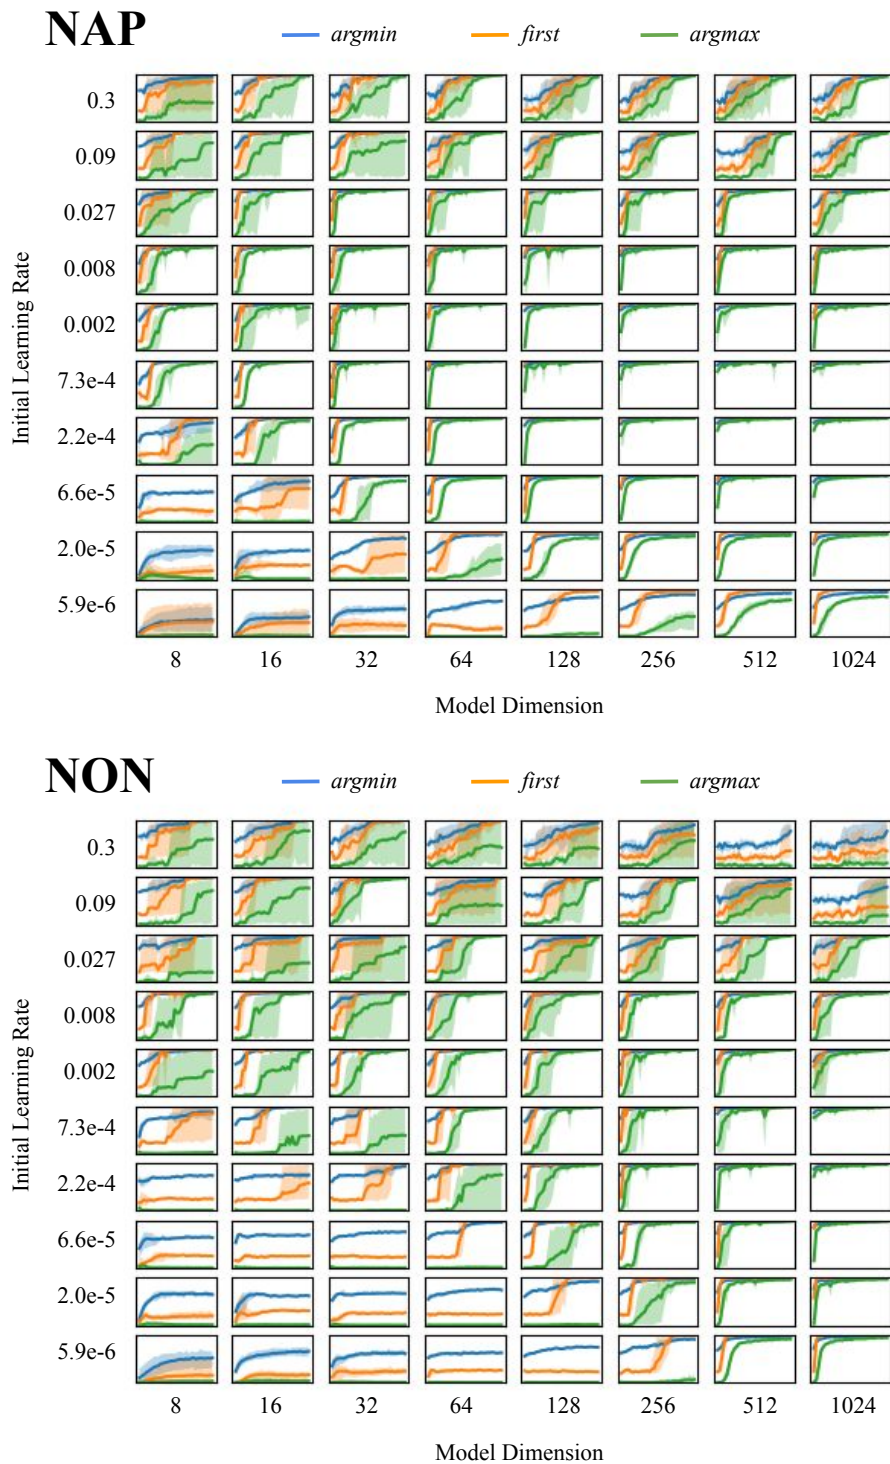 NAP
argmin first argmax
Initial Learning Rate
0.3
0.09
0.027
0.008
0.002
7.3e-4
2.2e-4
6.6e-5
2.0e-5
5.9e-6
8 16 32 64 128 256 512 1024
Model Dimension
NON
argmin first argmax
Initial Learning Rate
0.3
0.09
0.027
0.008
0.002
7.3e-4
2.2e-4
6.6e-5
2.0e-5
5.9e-6
8 16 32 64 128 256 512 1024
Model Dimension